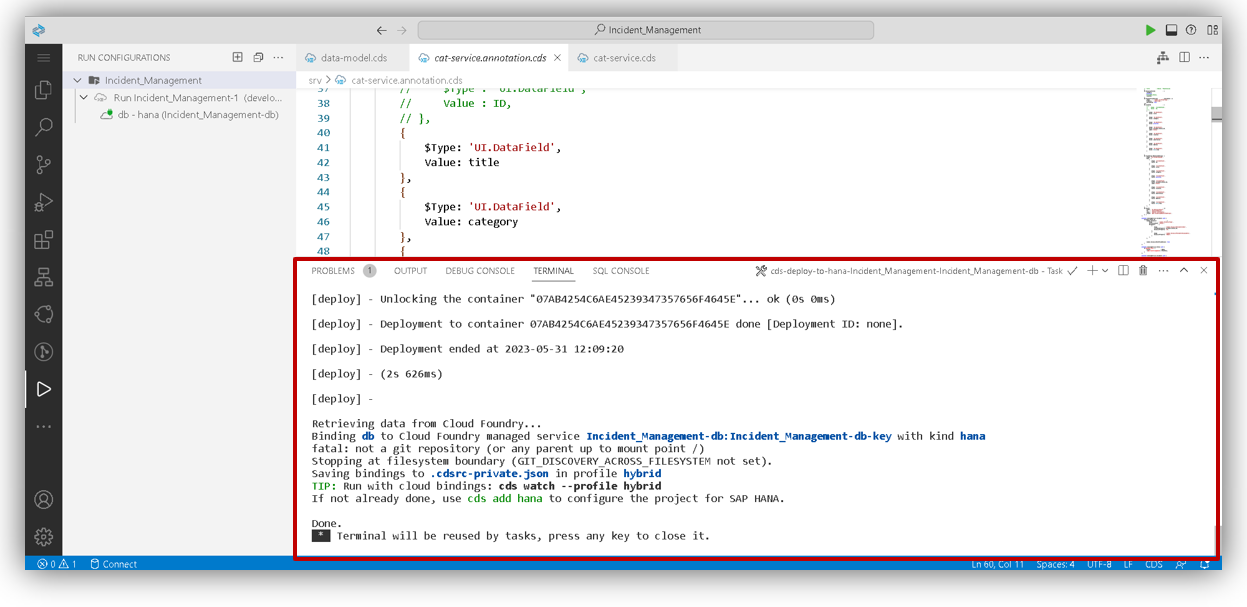 Incident_Management
RUN CONFIGURATIONS
Incident_Management
Run Incident_Management-1 (develo...
db - hana (Incident_Management-db)
data-model.cds
cat-service.annotation.cds
cat-service.cds
srv > cat-service.annotation.cds
37 // $Type : 'UI.DataField',
38 // Value : ID,
39 // },
40 {
41 $Type: 'UI.DataField',
42 Value: title
43 },
44 {
45 $Type: 'UI.DataField',
46 Value: category
47 },
48 {
PROBLEMS 1 OUTPUT DEBUG CONSOLE TERMINAL SQL CONSOLE cds-deploy-to-hana-Incident_Management-Incident_Management-db - Task
[deploy] - Unlocking the container "07AB4254C6AE45239347357656F4645E"... ok (0s 0ms)
[deploy] - Deployment to container 07AB4254C6AE45239347357656F4645E done [Deployment ID: none].
[deploy] - Deployment ended at 2023-05-31 12:09:20
[deploy] - (2s 626ms)
[deploy] -
Retrieving data from Cloud Foundry...
Binding db to Cloud Foundry managed service Incident_Management-db:Incident_Management-db-key with kind hana
fatal: not a git repository (or any parent up to mount point /)
Stopping at filesystem boundary (GIT_DISCOVERY_ACROSS_FILESYSTEM not set).
Saving bindings to .cdsrc-private.json in profile hybrid
TIP: Run with cloud bindings: cds watch --profile hybrid
If not already done, use cds add hana to configure the project for SAP HANA.
Done.
* Terminal will be reused by tasks, press any key to close it.
0 1 Connect
Ln 60, Col 11 Spaces: 4 UTF-8 LF CDS